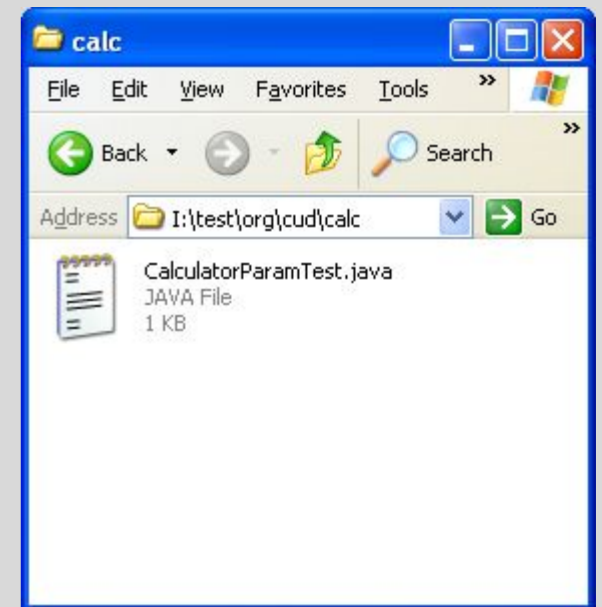 calc
File Edit View Favorites Tools »
Back Search »
Address I:\test\org\cud\calc Go
CalculatorParamTest.java
JAVA File
1 KB